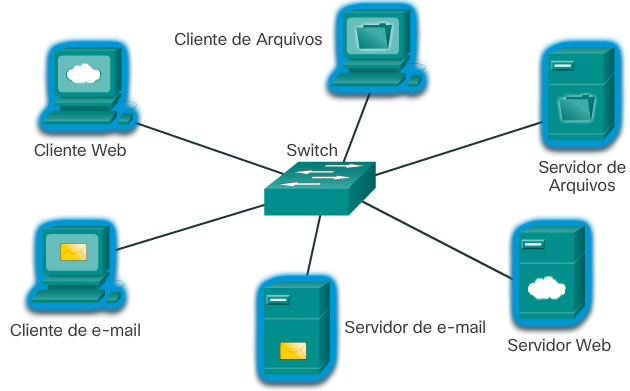 Cliente de Arquivos
Cliente Web
Switch
Servidor de
Arquivos
Cliente de e-mail
Servidor de e-mail
Servidor Web